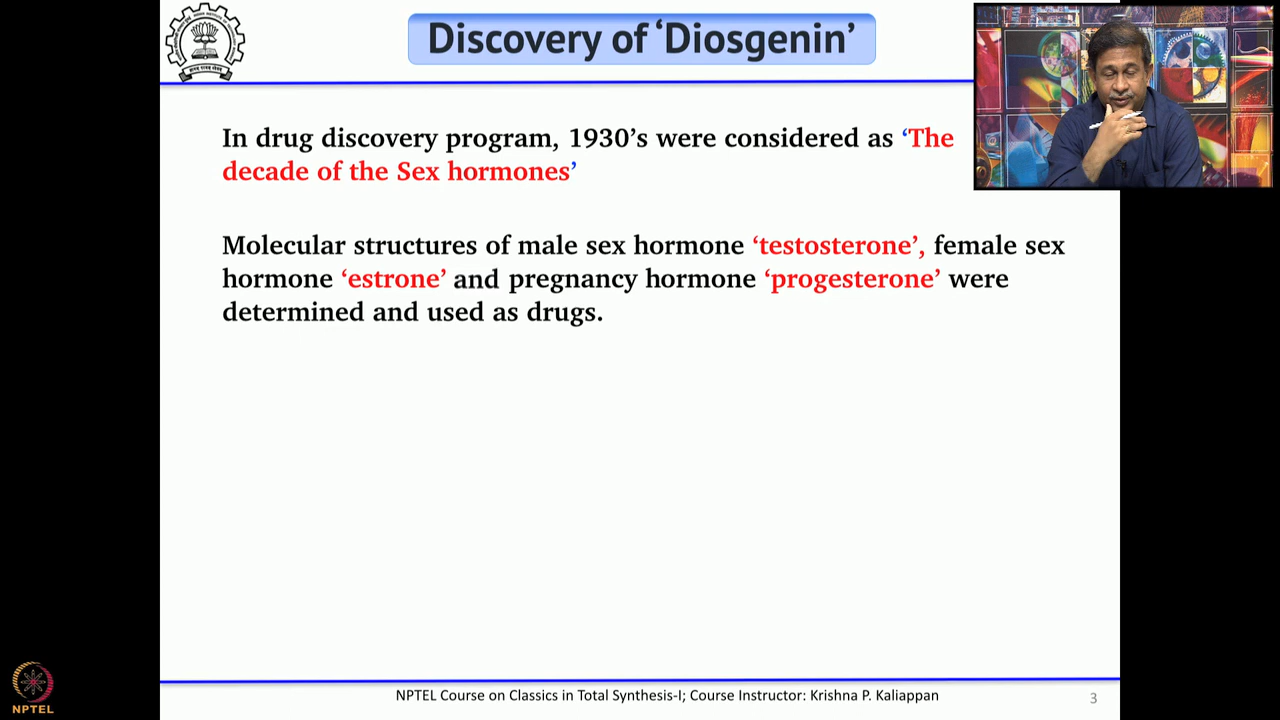 Discovery of ‘Diosgenin’
In drug discovery program, 1930’s were considered as ‘The
decade of the Sex hormones’
Molecular structures of male sex hormone ‘testosterone’, female sex
hormone ‘estrone’ and pregnancy hormone ‘progesterone’ were
determined and used as drugs.
NPTEL Course on Classics in Total Synthesis-I; Course Instructor: Krishna P. Kaliappan
3
NPTEL